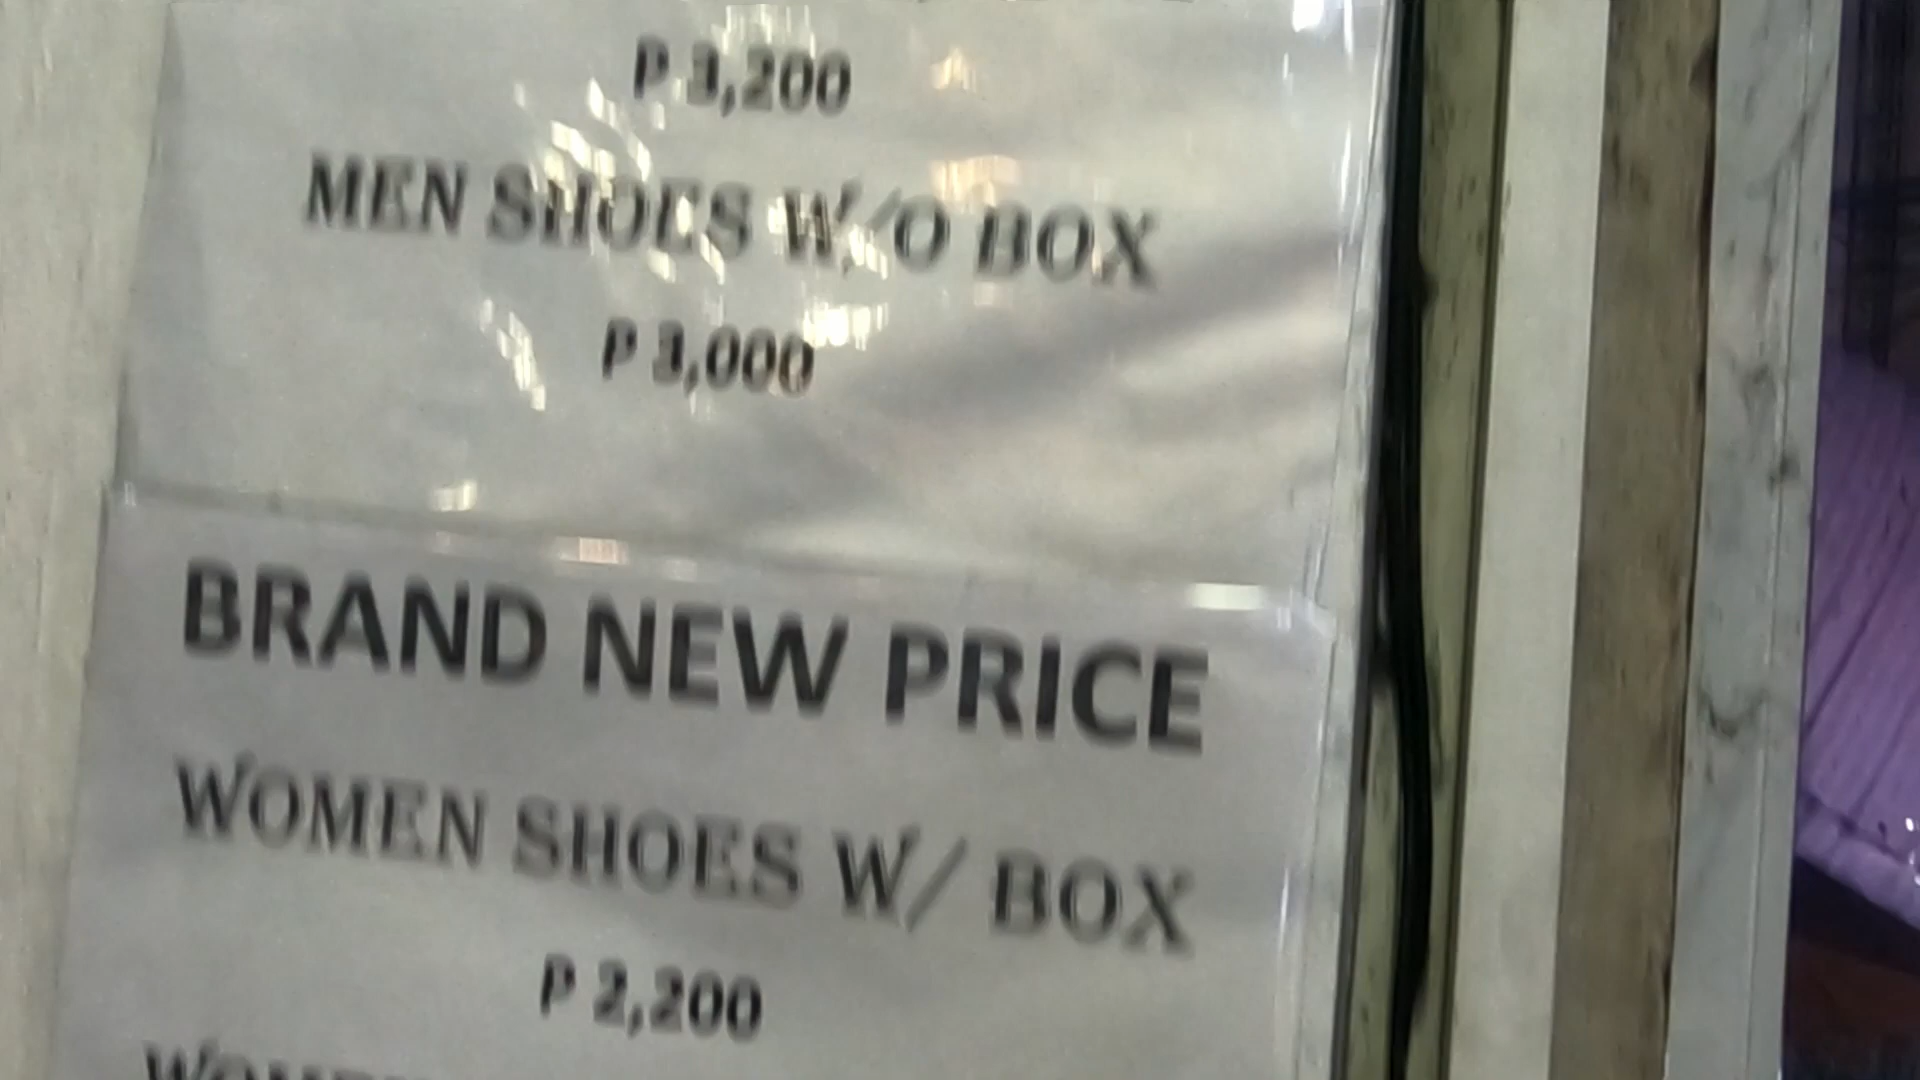 P 3,200
MEN SHOES W/O BOX
P 3,000
BRAND NEW PRICE
WOMEN SHOES W/ BOX
P 2,200